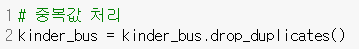 1 # 중복값 처리
2 kinder_bus = kinder_bus.drop_duplicates()